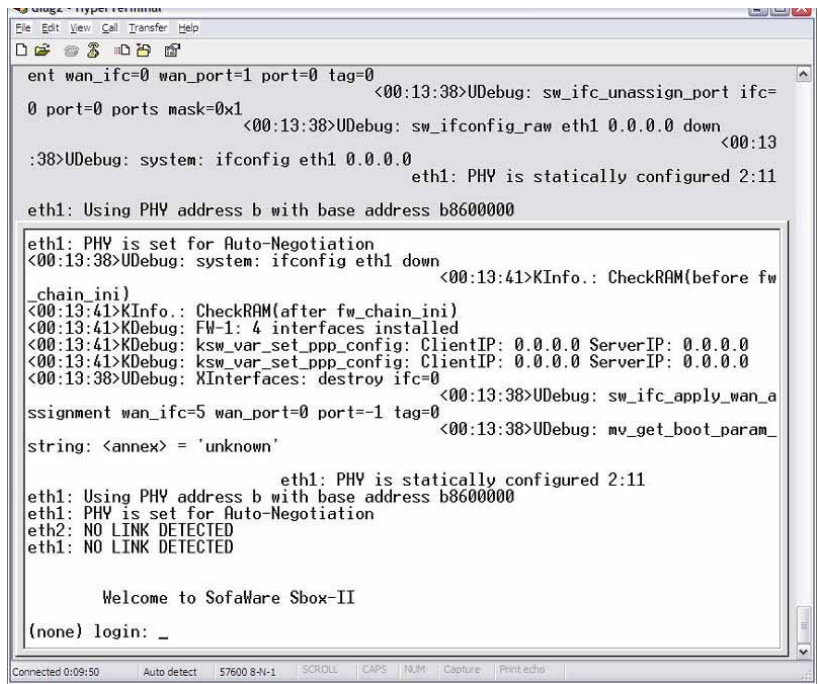 diag2 - HyperTerminal
File Edit View Call Transfer Help
ent wan_ifc=0 wan_port=1 port=0 tag=0
<00:13:38>UDebug: sw_ifc_unassign_port ifc=
0 port=0 ports mask=0x1
<00:13:38>UDebug: sw_ifconfig_raw eth1 0.0.0.0 down
<00:13
:38>UDebug: system: ifconfig eth1 0.0.0.0
eth1: PHY is statically configured 2:11
eth1: Using PHY address b with base address b8600000
eth1: PHY is set for Auto-Negotiation
<00:13:38>UDebug: system: ifconfig eth1 down
<00:13:41>KInfo.: CheckRAM(before fw
_chain_ini)
<00:13:41>KInfo.: CheckRAM(after fw_chain_ini)
<00:13:41>KDebug: FW-1: 4 interfaces installed
<00:13:41>KDebug: ksw_var_set_ppp_config: ClientIP: 0.0.0.0 ServerIP: 0.0.0.0
<00:13:41>KDebug: ksw_var_set_ppp_config: ClientIP: 0.0.0.0 ServerIP: 0.0.0.0
<00:13:38>UDebug: XInterfaces: destroy ifc=0
<00:13:38>UDebug: sw_ifc_apply_wan_a
ssignment wan_ifc=5 wan_port=0 port=-1 tag=0
<00:13:38>UDebug: mv_get_boot_param_
string: <annex> = 'unknown'
eth1: PHY is statically configured 2:11
eth1: Using PHY address b with base address b8600000
eth1: PHY is set for Auto-Negotiation
eth2: NO LINK DETECTED
eth1: NO LINK DETECTED
Welcome to SofaWare Sbox-II
(none) login: _
Connected 0:09:50 Auto detect 57600 8-N-1 SCROLL CAPS NUM Capture Print echo